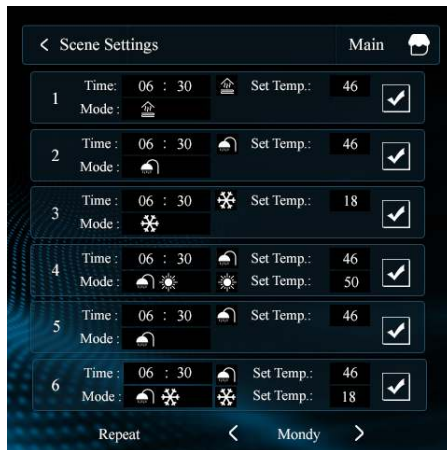 < Scene Settings Main
1 Time: 06 : 30 Set Temp.: 46
Mode :
2 Time : 06 : 30 Set Temp.: 46
Mode :
3 Time : 06 : 30 Set Temp.: 18
Mode :
4 Time : 06 : 30 Set Temp.: 46
Mode : Set Temp.: 50
5 Time : 06 : 30 Set Temp.: 46
Mode :
6 Time : 06 : 30 Set Temp.: 46
Mode : Set Temp.: 18
Repeat < Mondy >